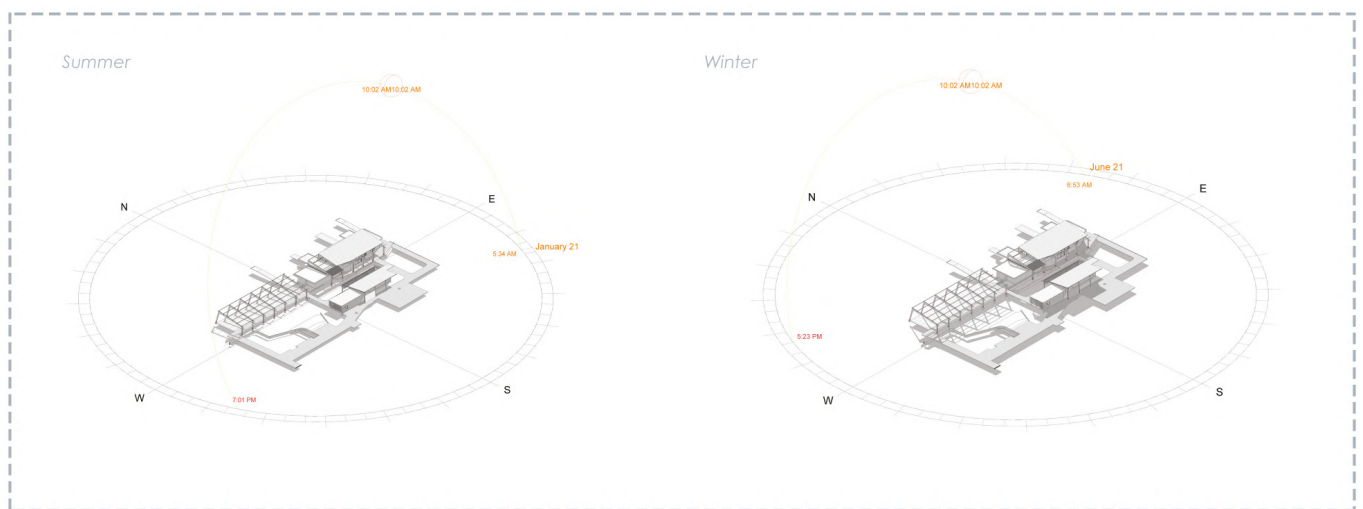 Summer
10:02 AM10:02 AM
N
E
January 21
5:34 AM
W
S
7:01 PM
Winter
10:02 AM10:02 AM
June 21
6:53 AM
N
E
5:23 PM
W
S